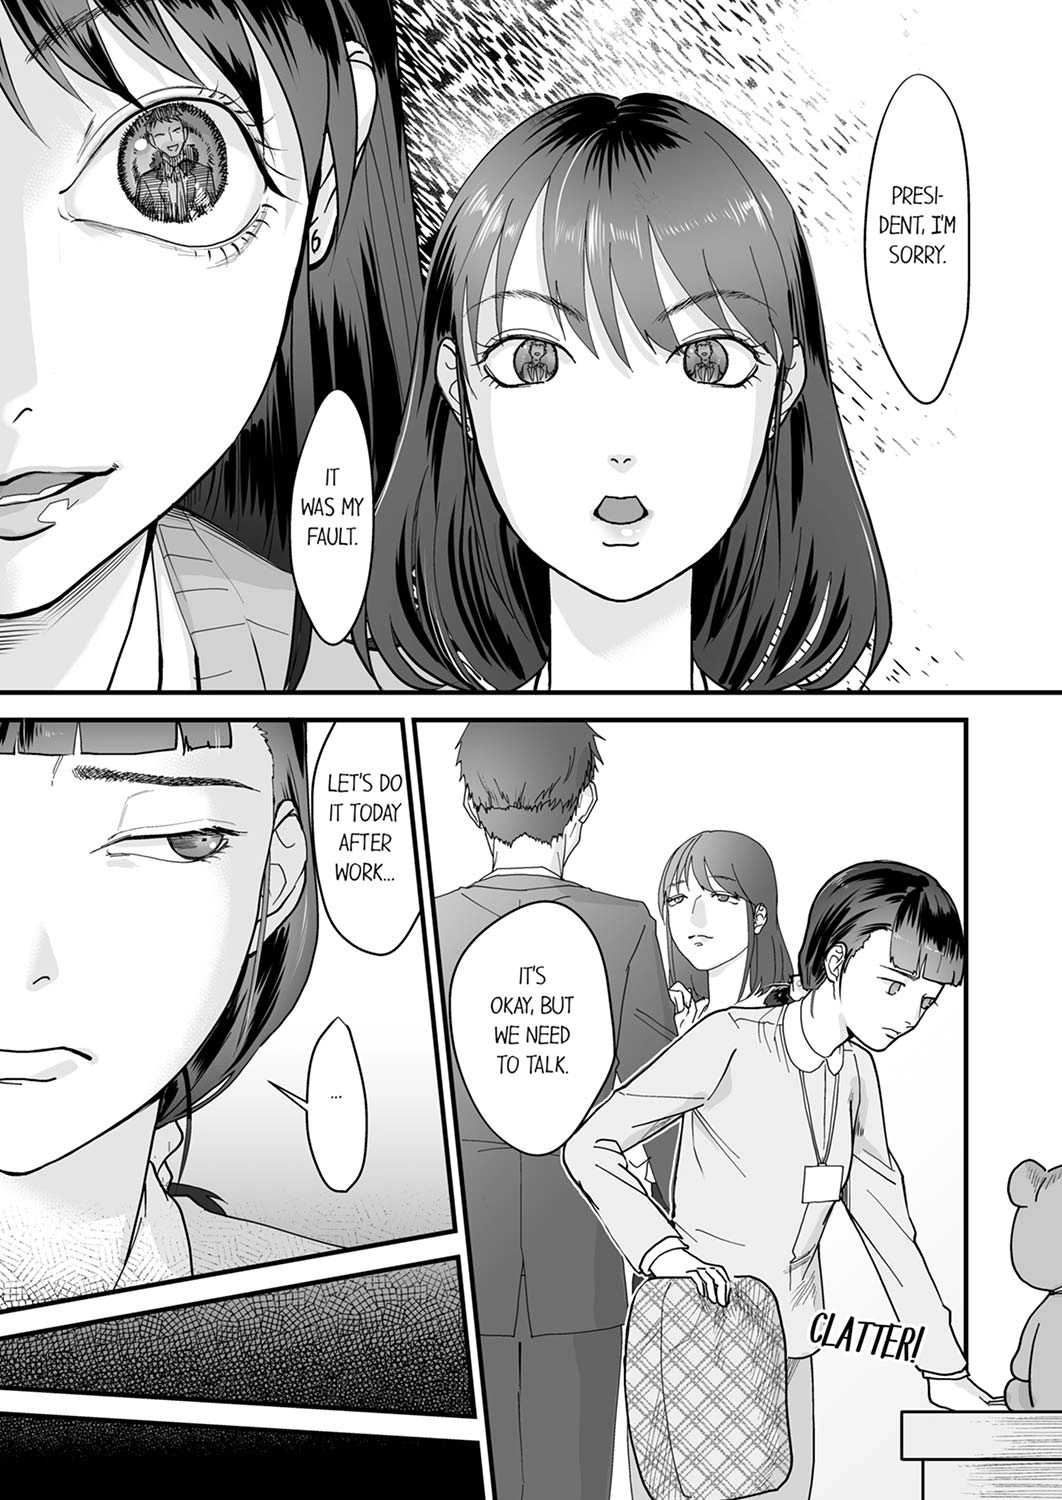 PRESI-
DENT, I'M
SORRY.
IT
WAS MY
FAULT.
IT'S
OKAY, BUT
WE NEED
TO TALK.
CLATTER!
LET'S DO
IT TODAY
AFTER
WORK...
...